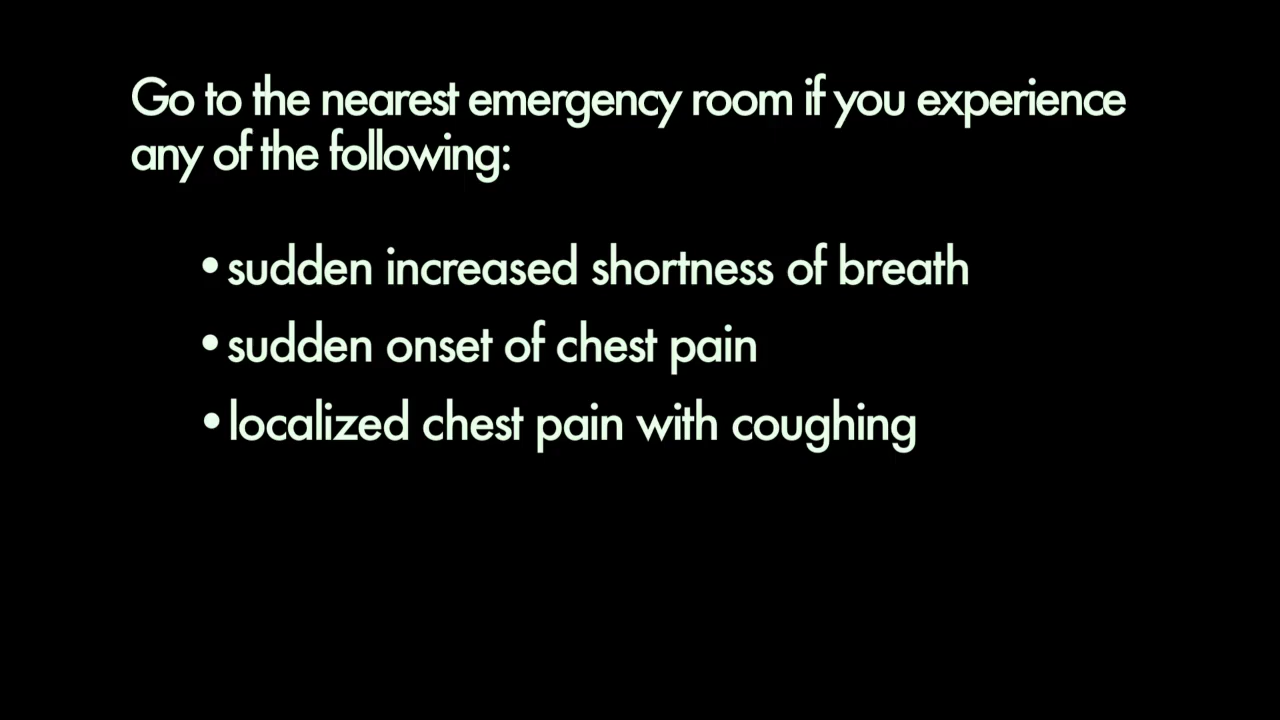 Go to the nearest emergency room if you experience
any of the following:
•sudden increased shortness of breath
•sudden onset of chest pain
•localized chest pain with coughing